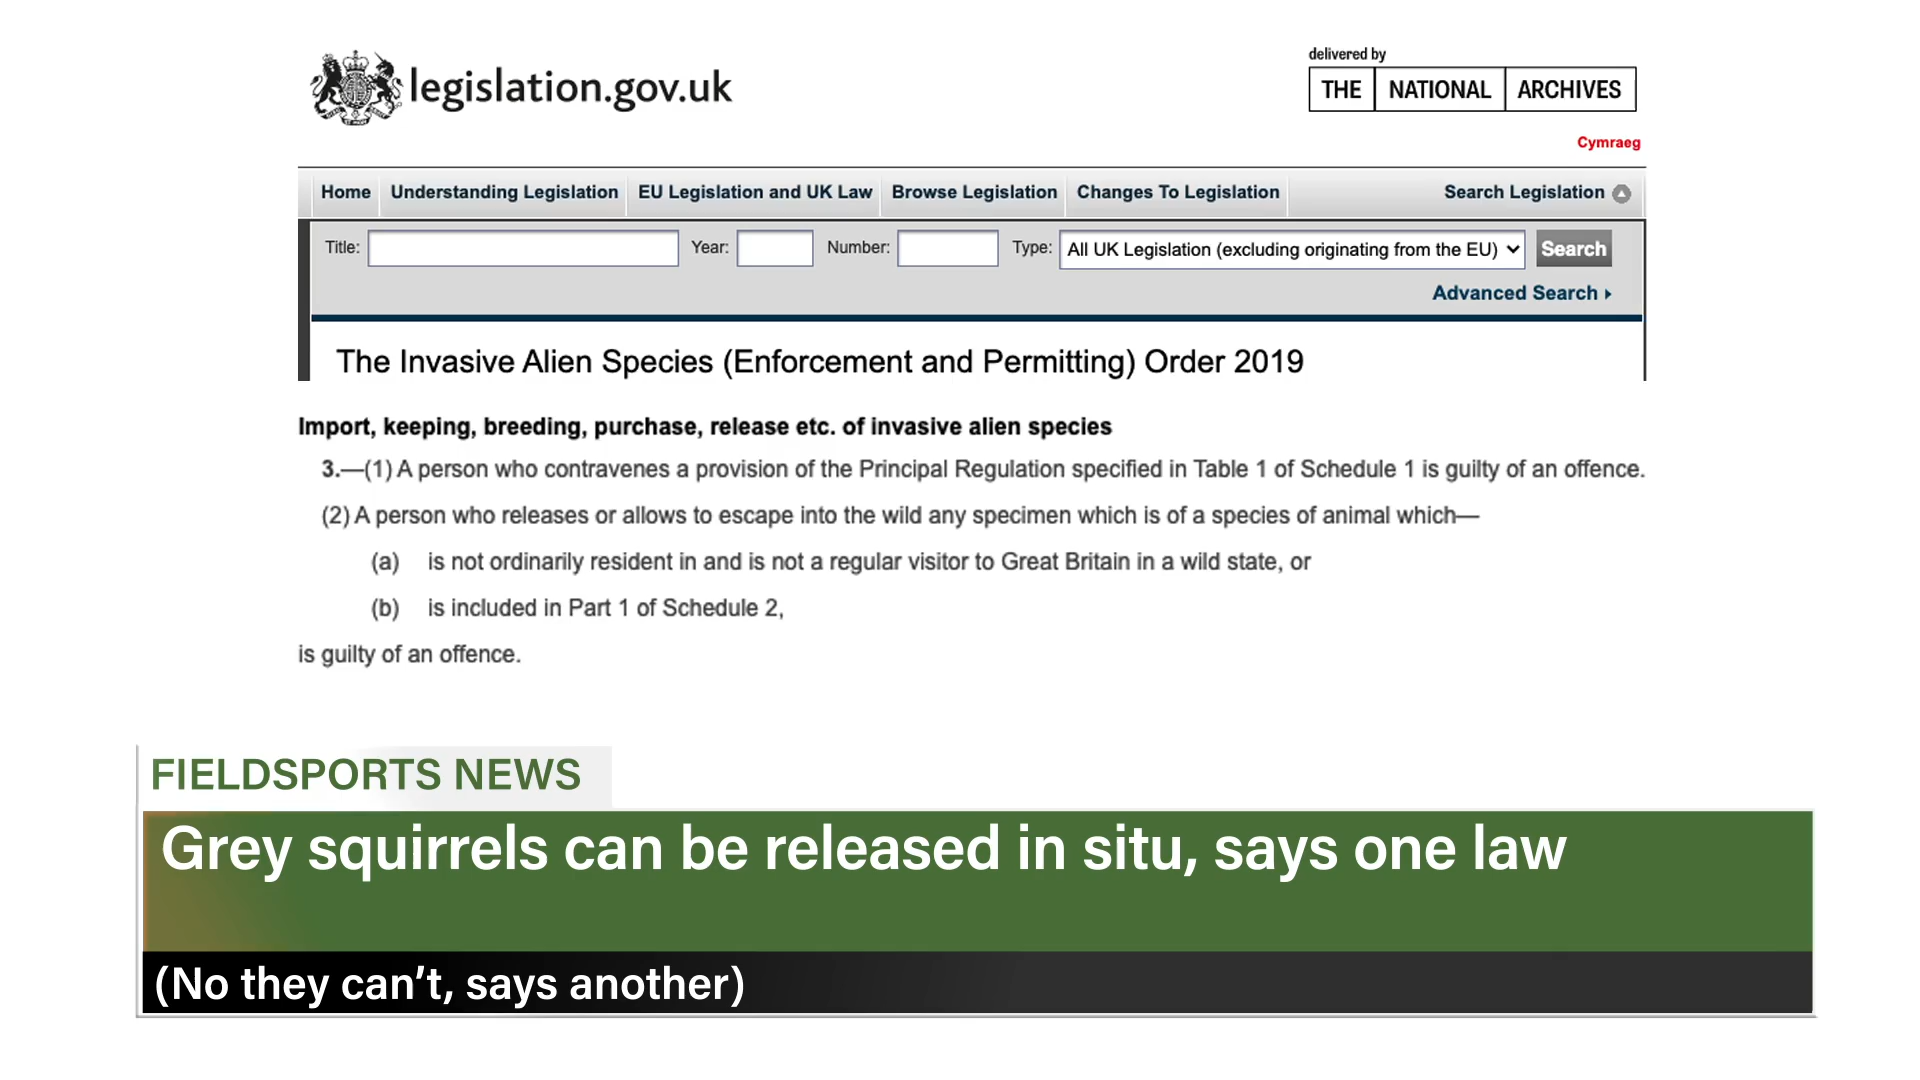 legislation.gov.uk
delivered by
THE NATIONAL ARCHIVES
Cymraeg
Home Understanding Legislation EU Legislation and UK Law Browse Legislation Changes To Legislation Search Legislation
Title: Year: Number: Type: All UK Legislation (excluding originating from the EU) Search
Advanced Search
The Invasive Alien Species (Enforcement and Permitting) Order 2019
Import, keeping, breeding, purchase, release etc. of invasive alien species
3.—(1) A person who contravenes a provision of the Principal Regulation specified in Table 1 of Schedule 1 is guilty of an offence.
(2) A person who releases or allows to escape into the wild any specimen which is of a species of animal which—
(a) is not ordinarily resident in and is not a regular visitor to Great Britain in a wild state, or
(b) is included in Part 1 of Schedule 2,
is guilty of an offence.
FIELDSPORTS NEWS
Grey squirrels can be released in situ, says one law
(No they can’t, says another)